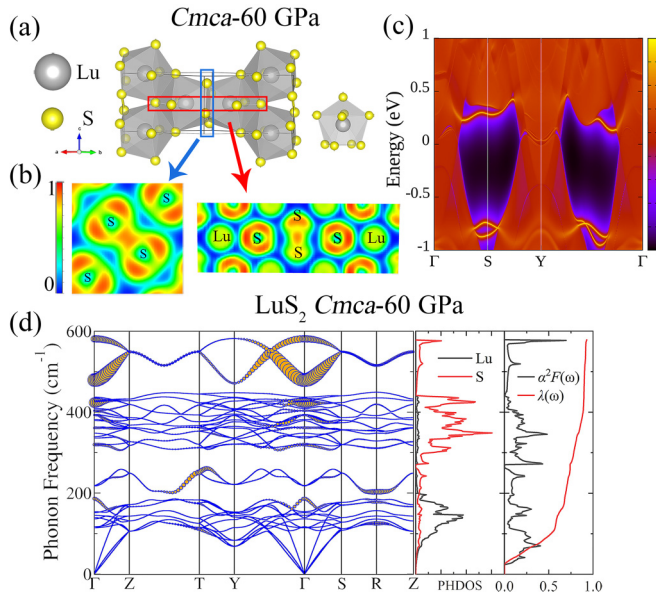 Cmca-60 GPa
(a)
Lu
S
c
a
b
(b)
1
0
S
S
S
S
S
Lu
S
S
Lu
S
(c)
Energy (eV)
1
0.5
0
-0.5
-1
Γ
S
Y
Γ
LuS₂ Cmca-60 GPa
(d)
Phonon Frequency (cm⁻¹)
600
400
200
0
Γ
Z
T
Y
Γ
S
R
Z
Lu
S
PHDOS
α²F(ω)
λ(ω)
0.0
0.5
1.0